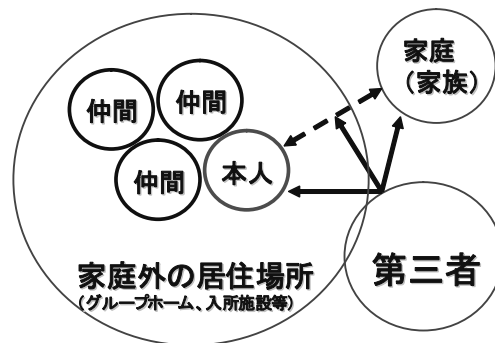 家庭
（家族）
仲間
仲間
仲間
本人
第三者
家庭外の居住場所
（グループホーム、入所施設等）